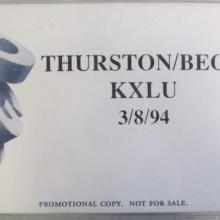 THURSTON/BEC
KXLU
3/8/94
PROMOTIONAL COPY. NOT FOR SALE.